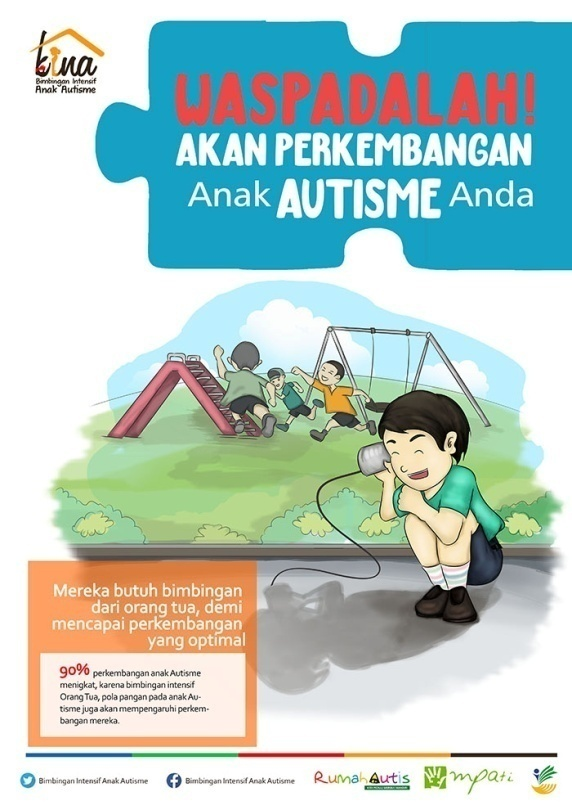 bina
Bimbingan Intensif
Anak Autisme
WASPADALAH!
AKAN PERKEMBANGAN
Anak AUTISME Anda
Mereka butuh bimbingan
dari orang tua, demi
mencapai perkembangan
yang optimal
90% perkembangan anak Autisme
menigkat, karena bimbingan intensif
Orang Tua, pola pangan pada anak Au-
tisme juga akan mempengaruhi perkem-
bangan mereka.
Bimbingan Intensif Anak Autisme
Bimbingan Intensif Anak Autisme
RumahAutis
mpati